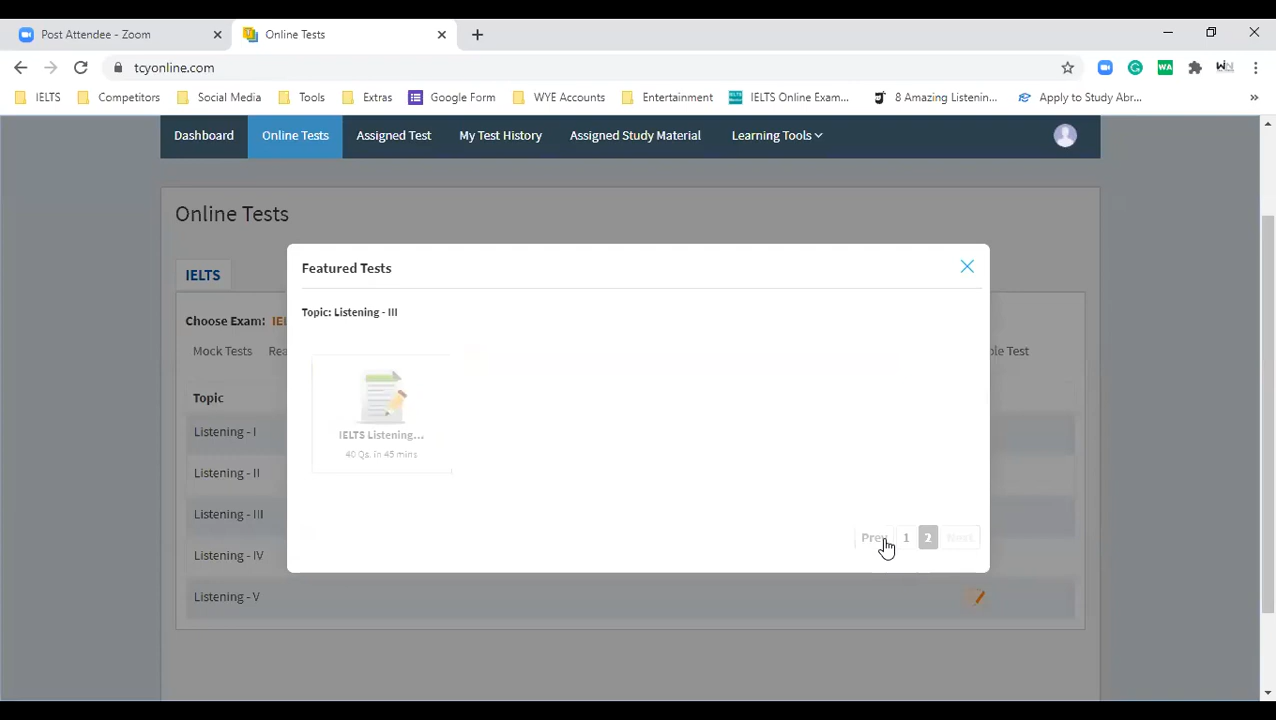 Post Attendee - Zoom
Online Tests
tcyonline.com
IELTS
Competitors
Social Media
Tools
Extras
Google Form
WYE Accounts
Entertainment
IELTS Online Exam...
8 Amazing Listenin...
Apply to Study Abr...
Dashboard
Online Tests
Assigned Test
My Test History
Assigned Study Material
Learning Tools
Online Tests
IELTS
Choose Exam:
Mock Tests
Test
Topic
Listening - I
Listening - II
Listening - III
Listening - IV
Listening - V
Featured Tests
Topic: Listening - III
IELTS Listening...
40 Qs. in 45 mins
Prev 1 2 Next